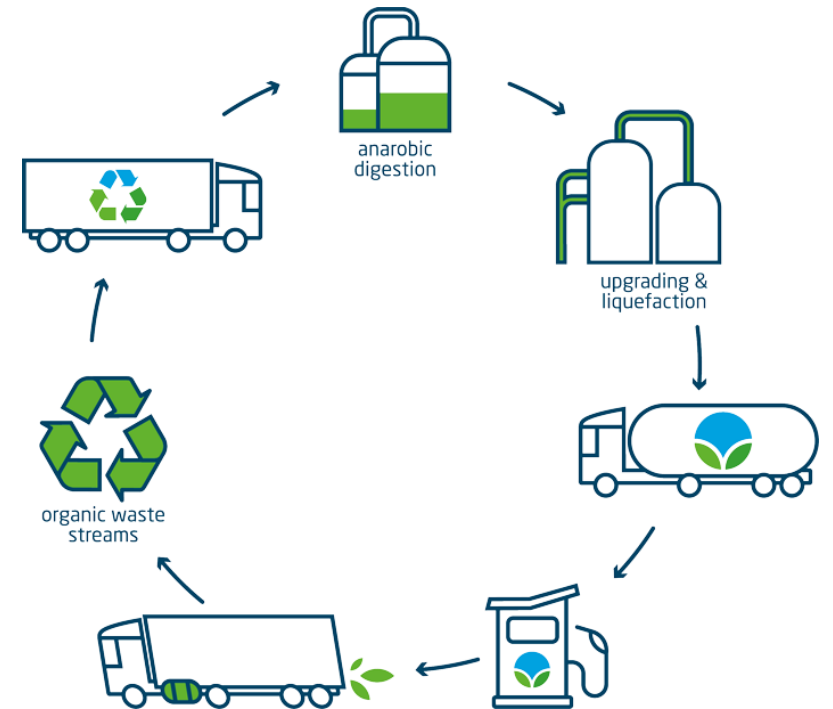 anarobic
digestion
upgrading &
liquefaction
organic waste
streams